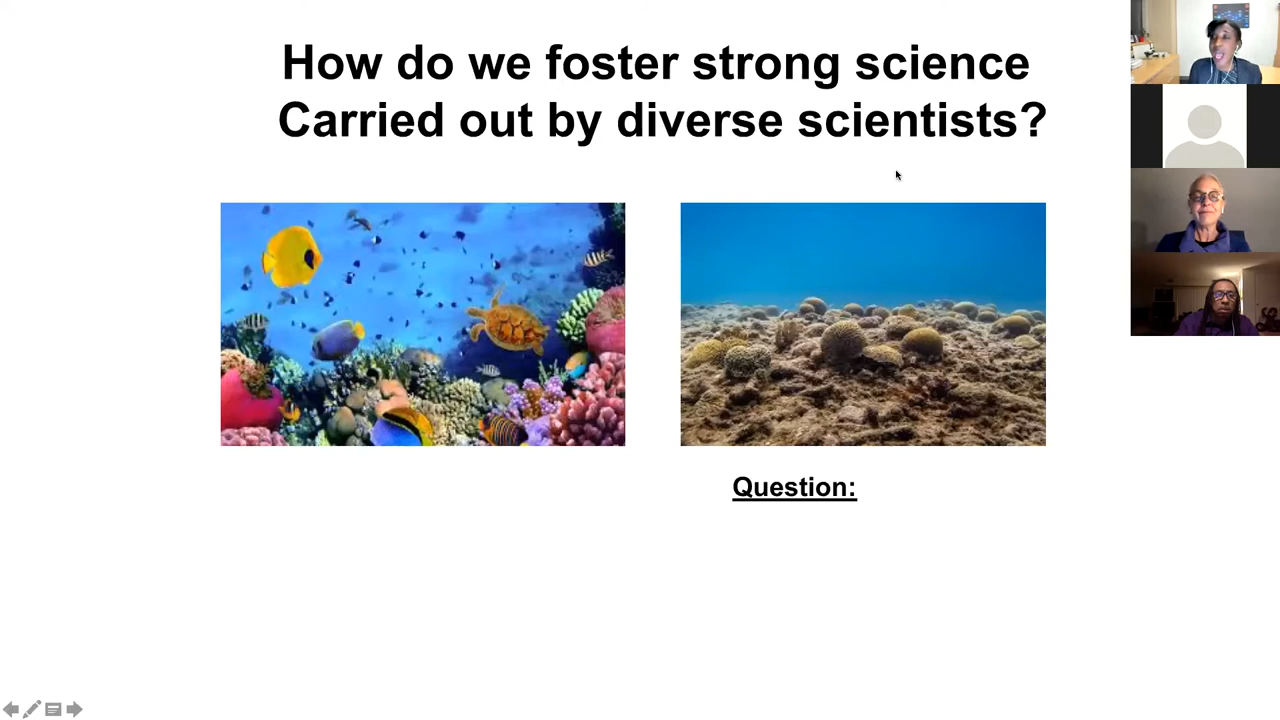 How do we foster strong science
Carried out by diverse scientists?
Question: